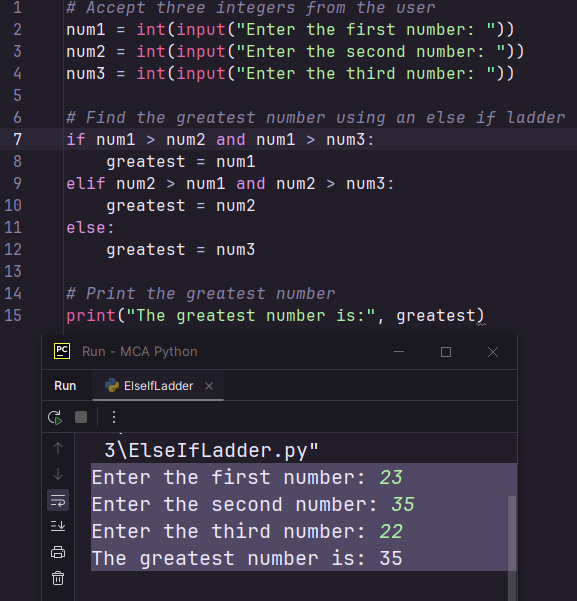 1 # Accept three integers from the user
2 num1 = int(input("Enter the first number: "))
3 num2 = int(input("Enter the second number: "))
4 num3 = int(input("Enter the third number: "))
5
6 # Find the greatest number using an else if ladder
7 if num1 > num2 and num1 > num3:
8     greatest = num1
9 elif num2 > num1 and num2 > num3:
10     greatest = num2
11 else:
12     greatest = num3
13
14 # Print the greatest number
15 print("The greatest number is:", greatest)
PC Run - MCA Python
Run ElseIfLadder
3\ElseIfLadder.py"
Enter the first number: 23
Enter the second number: 35
Enter the third number: 22
The greatest number is: 35